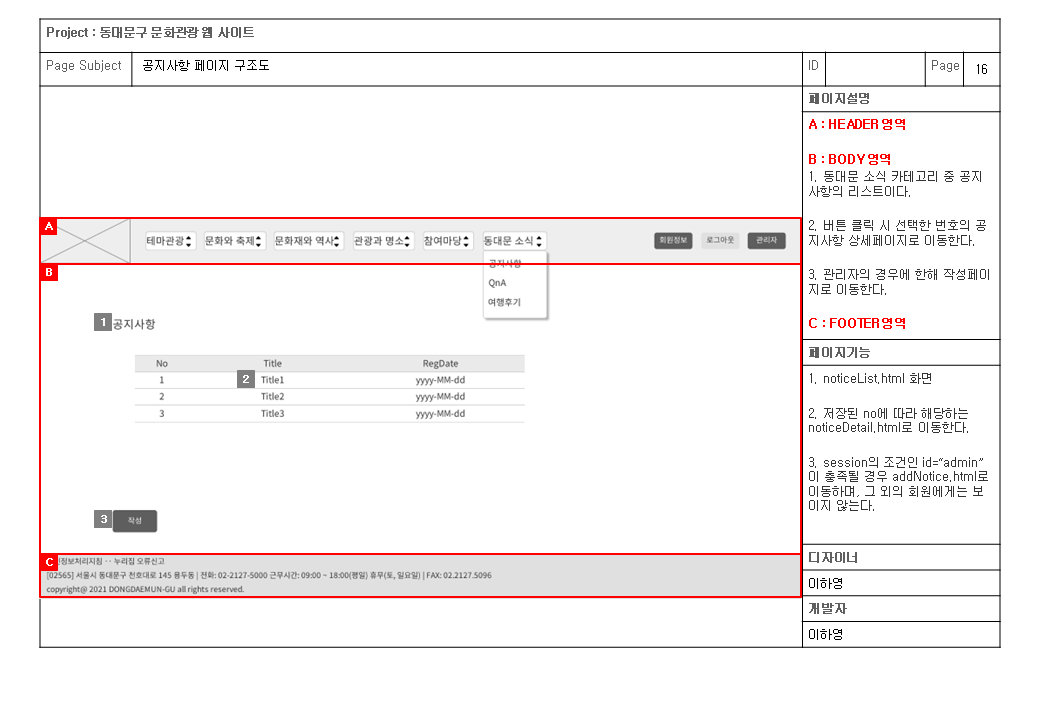 Project : 동대문구 문화관광 웹 사이트
Page Subject
공지사항 페이지 구조도
ID
Page
16
A
테마관광
문화와 축제
문화재와 역사
관광과 명소
참여마당
동대문 소식
회원정보
로그아웃
관리자
B
공지사항
QnA
여행후기
1 공지사항
No Title RegDate
1 2 Title1 yyyy-MM-dd
2 Title2 yyyy-MM-dd
3 Title3 yyyy-MM-dd
3 작성
C
인정보처리지침 ·· 누리집 오류신고
[02565] 서울시 동대문구 천호대로 145 용두동 | 전화: 02-2127-5000 근무시간: 09:00 – 18:00(평일) 휴무(토, 일요일) | FAX: 02.2127.5096
copyright@ 2021 DONGDAEMUN-GU all rights reserved.
페이지설명
A : HEADER 영역
B : BODY 영역
1. 동대문 소식 카테고리 중 공지
사항의 리스트이다.
2. 버튼 클릭 시 선택한 번호의 공
지사항 상세페이지로 이동한다.
3. 관리자의 경우에 한해 작성페이
지로 이동한다.
C : FOOTER 영역
페이지기능
1. noticeList.html 화면
2. 저장된 no에 따라 해당하는
noticeDetail.html로 이동한다.
3. session의 조건인 id=“admin”
이 충족될 경우 addNotice.html로
이동하며, 그 외의 회원에게는 보
이지 않는다.
디자이너
이하영
개발자
이하영